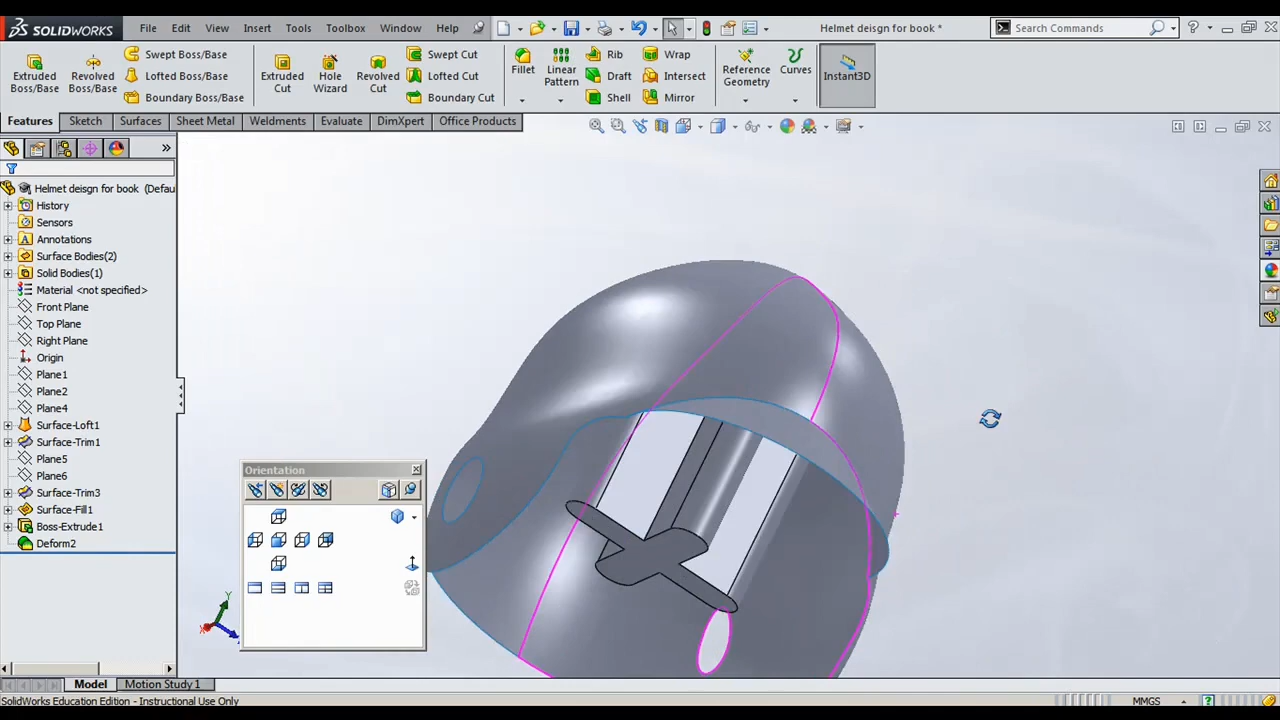 SOLIDWORKS File Edit View Insert Tools Toolbox Window Help Helmet deisgn for book * Search Commands
Extruded Boss/Base Revolved Boss/Base Swept Boss/Base Lofted Boss/Base Boundary Boss/Base Extruded Cut Hole Wizard Revolved Cut Swept Cut Lofted Cut Boundary Cut Fillet Linear Pattern Rib Draft Shell Wrap Intersect Mirror Reference Geometry Curves Instant3D
Features Sketch Surfaces Sheet Metal Weldments Evaluate DimXpert Office Products
Helmet deisgn for book (Defau
History
Sensors
Annotations
Surface Bodies(2)
Solid Bodies(1)
Material <not specified>
Front Plane
Top Plane
Right Plane
Origin
Plane1
Plane2
Plane4
Surface-Loft1
Surface-Trim1
Plane5
Plane6
Surface-Trim3
Surface-Fill1
Boss-Extrude1
Deform2
Orientation
Y
X
Model Motion Study 1
SolidWorks Education Edition - Instructional Use Only MMGS